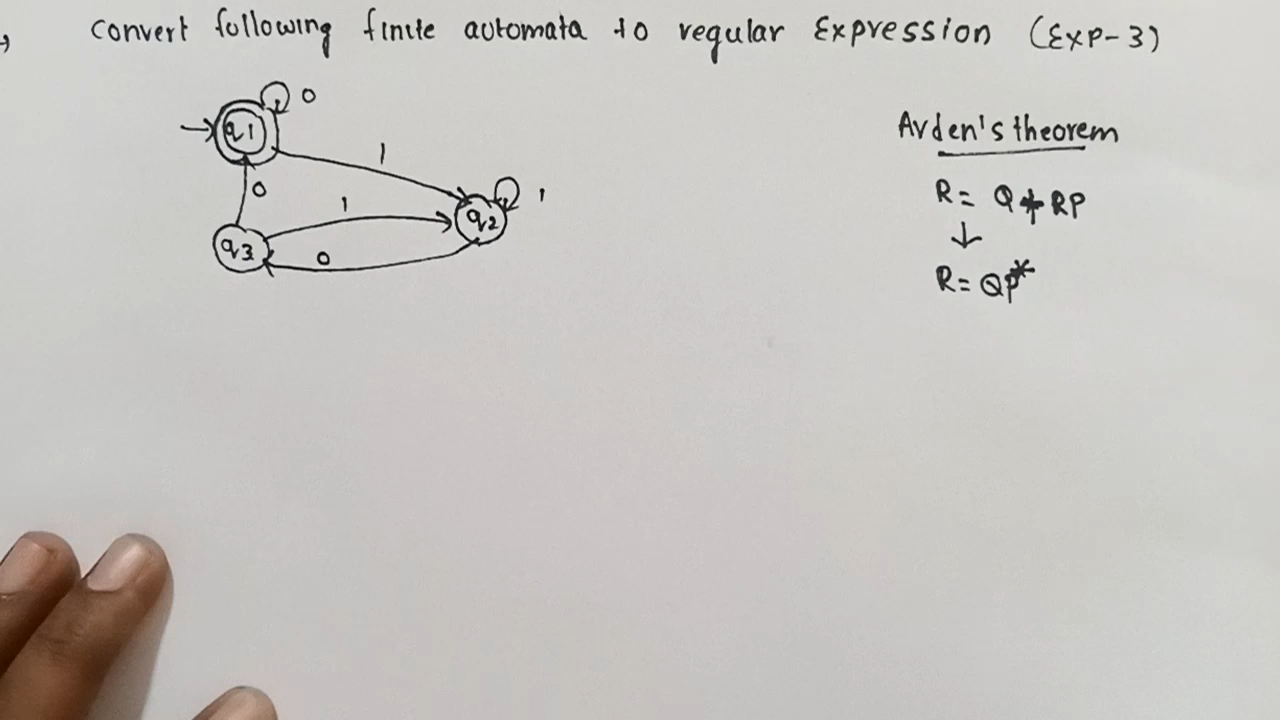 convert following finite automata to regular Expression (Exp-3)
0
q1
1
0
1
1
q2
q3
0
Arden's theorem
R = Q + RP
↓
R = QP*